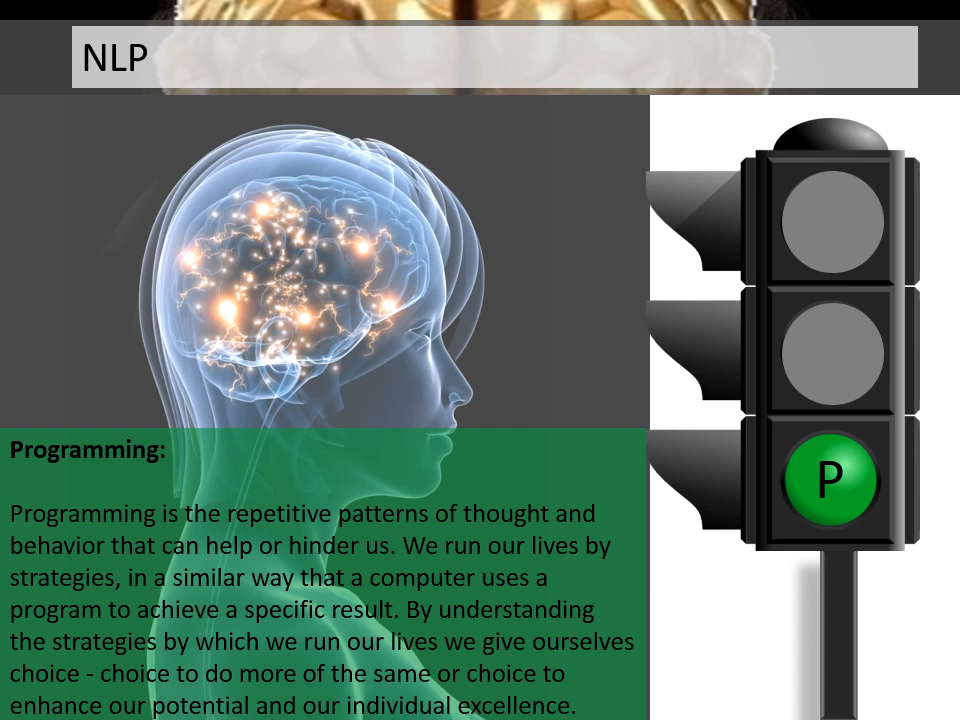 NLP
P
Programming:
Programming is the repetitive patterns of thought and
behavior that can help or hinder us. We run our lives by
strategies, in a similar way that a computer uses a
program to achieve a specific result. By understanding
the strategies by which we run our lives we give ourselves
choice - choice to do more of the same or choice to
enhance our potential and our individual excellence.